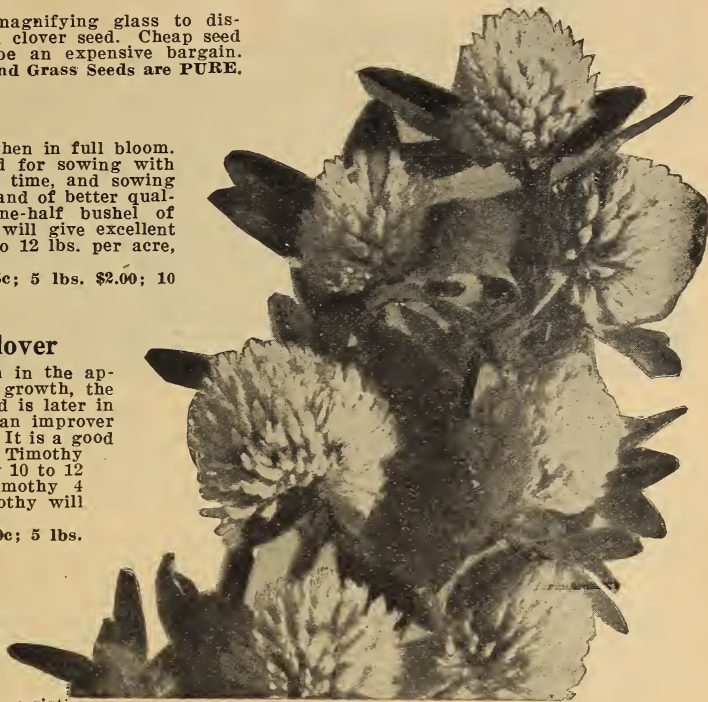 magnifying glass to dis-
clover seed. Cheap seed
be an expensive bargain.
nd Grass Seeds are PURE.
hen in full bloom.
d for sowing with
time, and sowing
and of better qual-
ne-half bushel of
will give excellent
o 12 lbs. per acre,
c; 5 lbs. $2.00; 10
lover
in the ap-
growth, the
d is later in
an improver
It is a good
Timothy
10 to 12
mothy 4
othy will
c; 5 lbs.